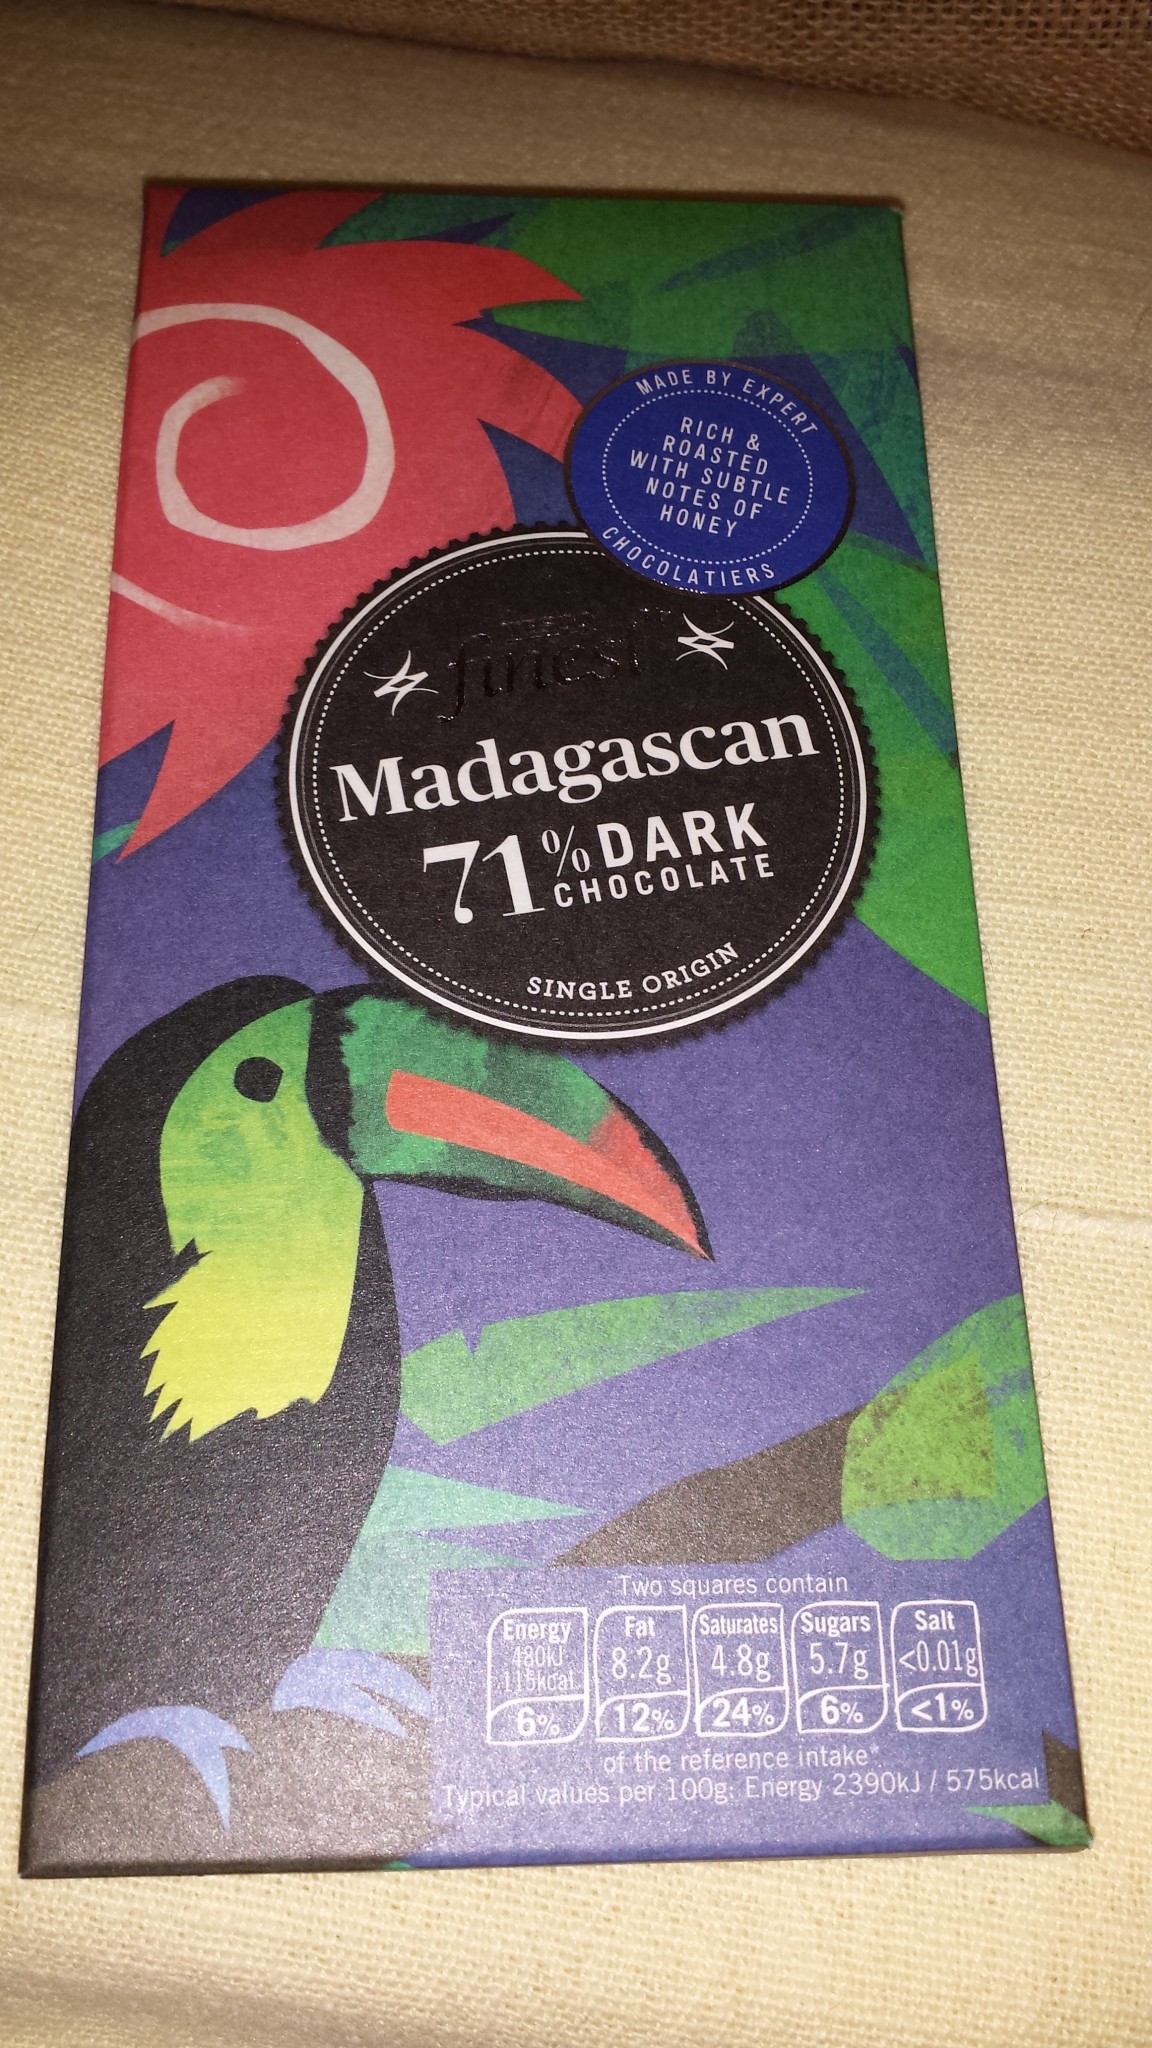 MADE BY EXPERT
RICH &
ROASTED
WITH SUBTLE
NOTES OF
HONEY
CHOCOLATIERS
TESCO
finest
Madagascan
71% DARK
CHOCOLATE
SINGLE ORIGIN
Two squares contain
Energy Fat Saturates Sugars Salt
480kJ
115kcal 8.2g 4.8g 5.7g <0.01g
6% 12% 24% 6% <1%
of the reference intake*.
Typical values per 100g: Energy 2390kJ / 575kcal